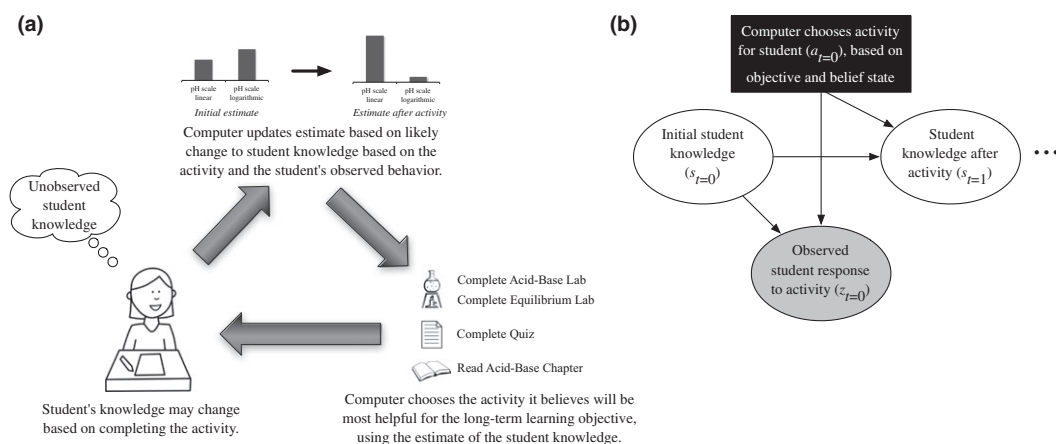 (a)
pH scale
linear
pH scale
logarithmic
Initial estimate
pH scale
linear
pH scale
logarithmic
Estimate after activity
Computer updates estimate based on likely
change to student knowledge based on the
activity and the student's observed behavior.
Unobserved
student
knowledge
Complete Acid-Base Lab
Complete Equilibrium Lab
Complete Quiz
Read Acid-Base Chapter
Student's knowledge may change
based on completing the activity.
Computer chooses the activity it believes will be
most helpful for the long-term learning objective,
using the estimate of the student knowledge.
(b)
Computer chooses activity
for student (a_{t=0}), based on
objective and belief state
Initial student
knowledge
(s_{t=0})
Student
knowledge after
activity (s_{t=1})
...
Observed
student response
to activity (z_{t=0})